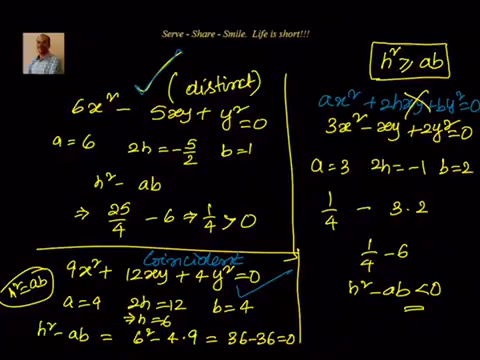 Serve - Share - Smile. Life is short!!!
(distinct)
6x² - 5xy + y² = 0
a = 6 2h = -5/2 b = 1
h² - ab
⇒ 25/4 - 6 ⇒ 1/4 > 0
coincident
9x² + 12xy + 4y² = 0
h² = ab
a = 9 2h = 12 b = 4
⇒ h = 6
h² - ab = 6² - 4·9 = 36 - 36 = 0
h² ≥ ab
ax² + 2hxy + by² = 0
3x² - xy + 2y² = 0
a = 3 2h = -1 b = 2
1/4 - 3·2
1/4 - 6
h² - ab < 0